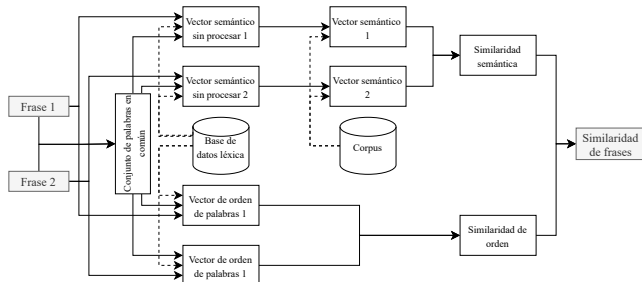 Vector semántico
sin procesar 1
Vector semántico
1
Similaridad
semántica
Vector semántico
sin procesar 2
Vector semántico
2
Frase 1
Conjunto de palabras en
común
Base de
datos léxica
Corpus
Similaridad
de frases
Frase 2
Vector de orden
de palabras 1
Similaridad de
orden
Vector de orden
de palabras 1